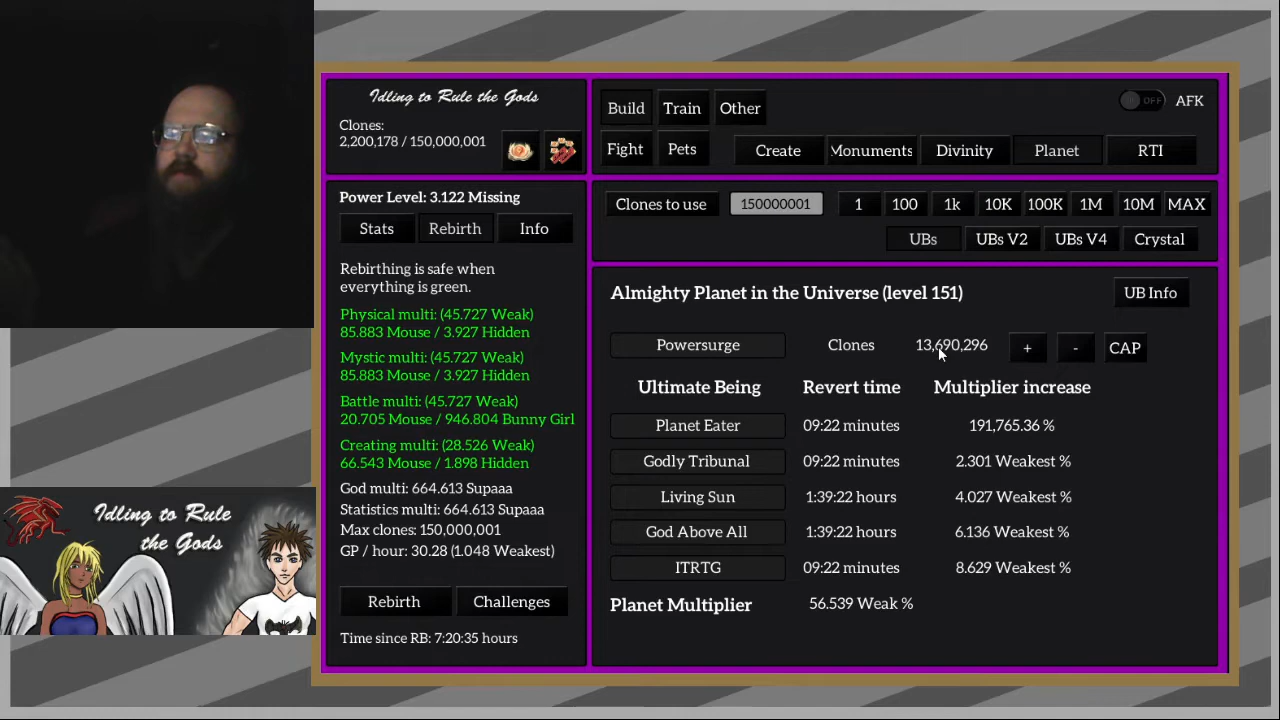 Idling to Rule the Gods
Clones:
2,200,178 / 150,000,001
Build
Train
Other
OFF
AFK
Fight
Pets
Create
Monuments
Divinity
Planet
RTI
Power Level: 3.122 Missing
Stats
Rebirth
Info
Rebirthing is safe when
everything is green.
Physical multi: (45.727 Weak)
85.883 Mouse / 3.927 Hidden
Mystic multi: (45.727 Weak)
85.883 Mouse / 3.927 Hidden
Battle multi: (45.727 Weak)
20.705 Mouse / 946.804 Bunny Girl
Creating multi: (28.526 Weak)
66.543 Mouse / 1.898 Hidden
God multi: 664.613 Supaaa
Statistics multi: 664.613 Supaaa
Max clones: 150,000,001
GP / hour: 30.28 (1.048 Weakest)
Rebirth
Challenges
Time since RB: 7:20:35 hours
Clones to use
150000001
1
100
1k
10K
100K
1M
10M
MAX
UBs
UBs V2
UBs V4
Crystal
Almighty Planet in the Universe (level 151)
UB Info
Powersurge
Clones
13,690,296
+
-
CAP
Ultimate Being
Revert time
Multiplier increase
Planet Eater
09:22 minutes
191,765.36 %
Godly Tribunal
09:22 minutes
2.301 Weakest %
Living Sun
1:39:22 hours
4.027 Weakest %
God Above All
1:39:22 hours
6.136 Weakest %
ITRTG
09:22 minutes
8.629 Weakest %
Planet Multiplier
56.539 Weak %
Idling to Rule
the Gods